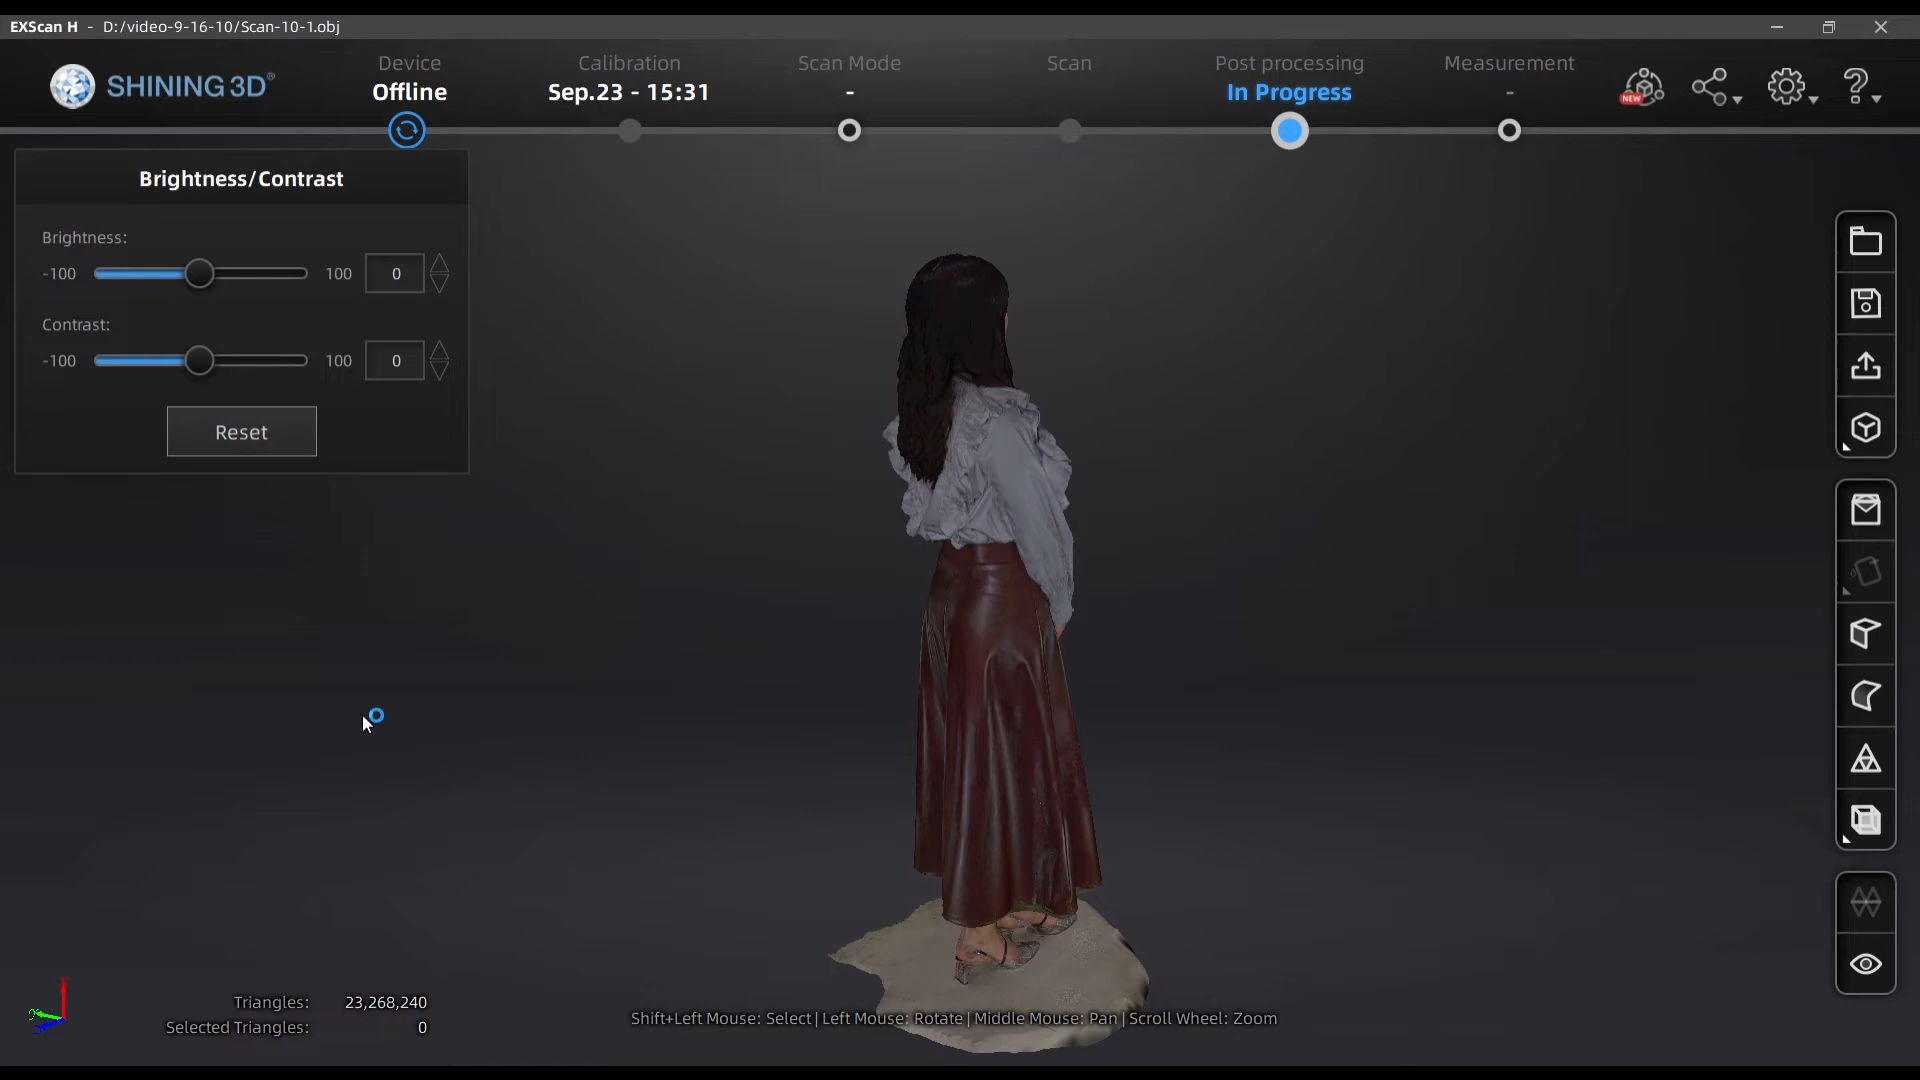 EXScan H - D:/video-9-16-10/Scan-10-1.obj
SHINING 3D®
Device
Offline
Calibration
Sep.23 - 15:31
Scan Mode
-
Scan
Post processing
In Progress
Measurement
-
NEW
Brightness/Contrast
Brightness:
-100 100 0
Contrast:
-100 100 0
Reset
Triangles: 23,268,240
Selected Triangles: 0
Shift+Left Mouse: Select | Left Mouse: Rotate | Middle Mouse: Pan | Scroll Wheel: Zoom